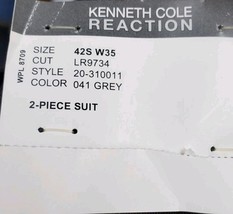 KENNETH COLE
REACTION
WPL 8709
SIZE 42S W35
CUT LR9734
STYLE 20-310011
COLOR 041 GREY
2-PIECE SUIT